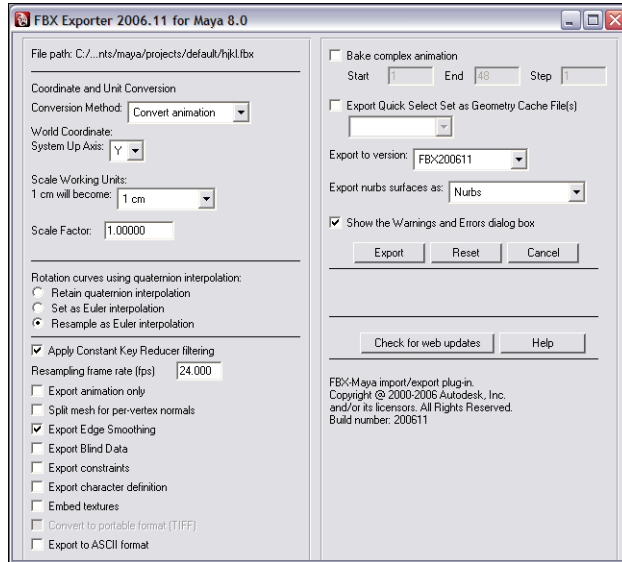 FBX Exporter 2006.11 for Maya 8.0
File path: C:/...nts/maya/projects/default/hjkl.fbx
Coordinate and Unit Conversion
Conversion Method: Convert animation
World Coordinate:
System Up Axis: Y
Scale Working Units:
1 cm will become: 1 cm
Scale Factor: 1.00000
Rotation curves using quaternion interpolation:
Retain quaternion interpolation
Set as Euler interpolation
Resample as Euler interpolation
Apply Constant Key Reducer filtering
Resampling frame rate (fps) 24.000
Export animation only
Split mesh for per-vertex normals
Export Edge Smoothing
Export Blind Data
Export constraints
Export character definition
Embed textures
Convert to portable format (TIFF)
Export to ASCII format
Bake complex animation
Start 1 End 48 Step 1
Export Quick Select Set as Geometry Cache File(s)
Export to version: FBX200611
Export nurbs surfaces as: Nurbs
Show the Warnings and Errors dialog box
Export Reset Cancel
Check for web updates Help
FBX-Maya import/export plug-in.
Copyright @ 2000-2006 Autodesk, Inc.
and/or its licensors. All Rights Reserved.
Build number: 200611